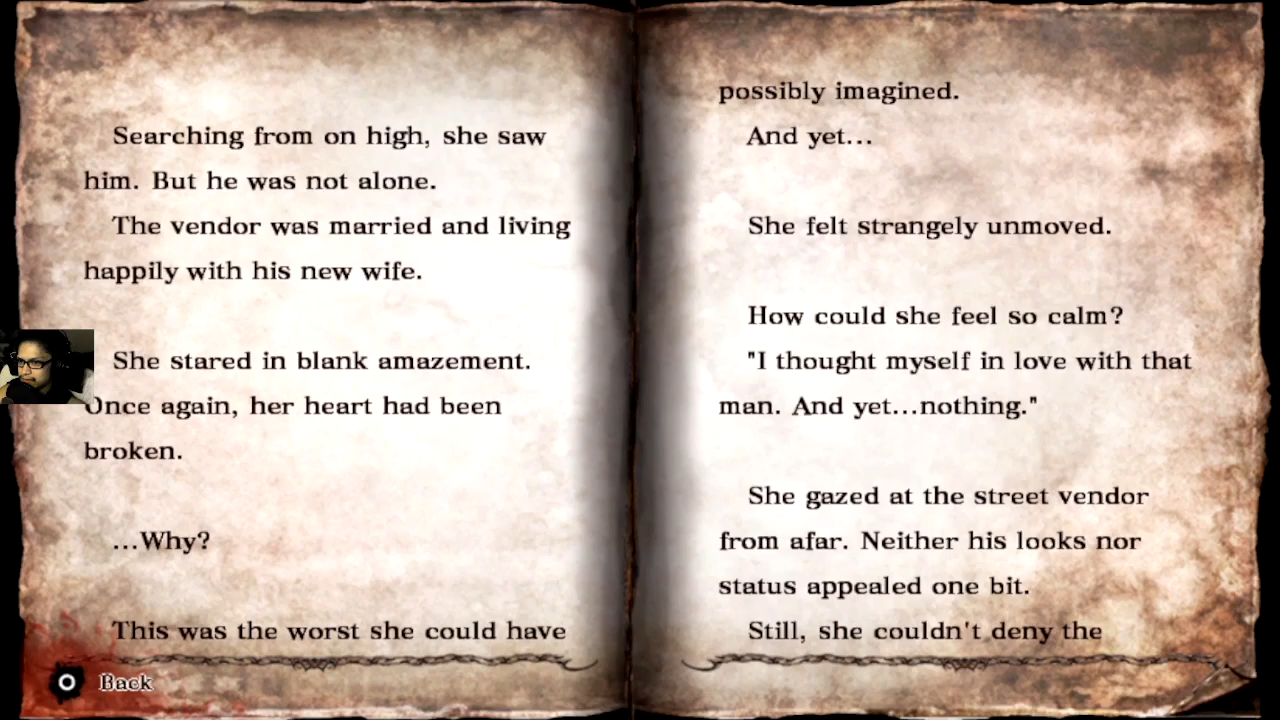 Searching from on high, she saw
him. But he was not alone.
The vendor was married and living
happily with his new wife.
She stared in blank amazement.
Once again, her heart had been
broken.
...Why?
This was the worst she could have
possibly imagined.
And yet...
She felt strangely unmoved.
How could she feel so calm?
"I thought myself in love with that
man. And yet...nothing."
She gazed at the street vendor
from afar. Neither his looks nor
status appealed one bit.
Still, she couldn't deny the
Back